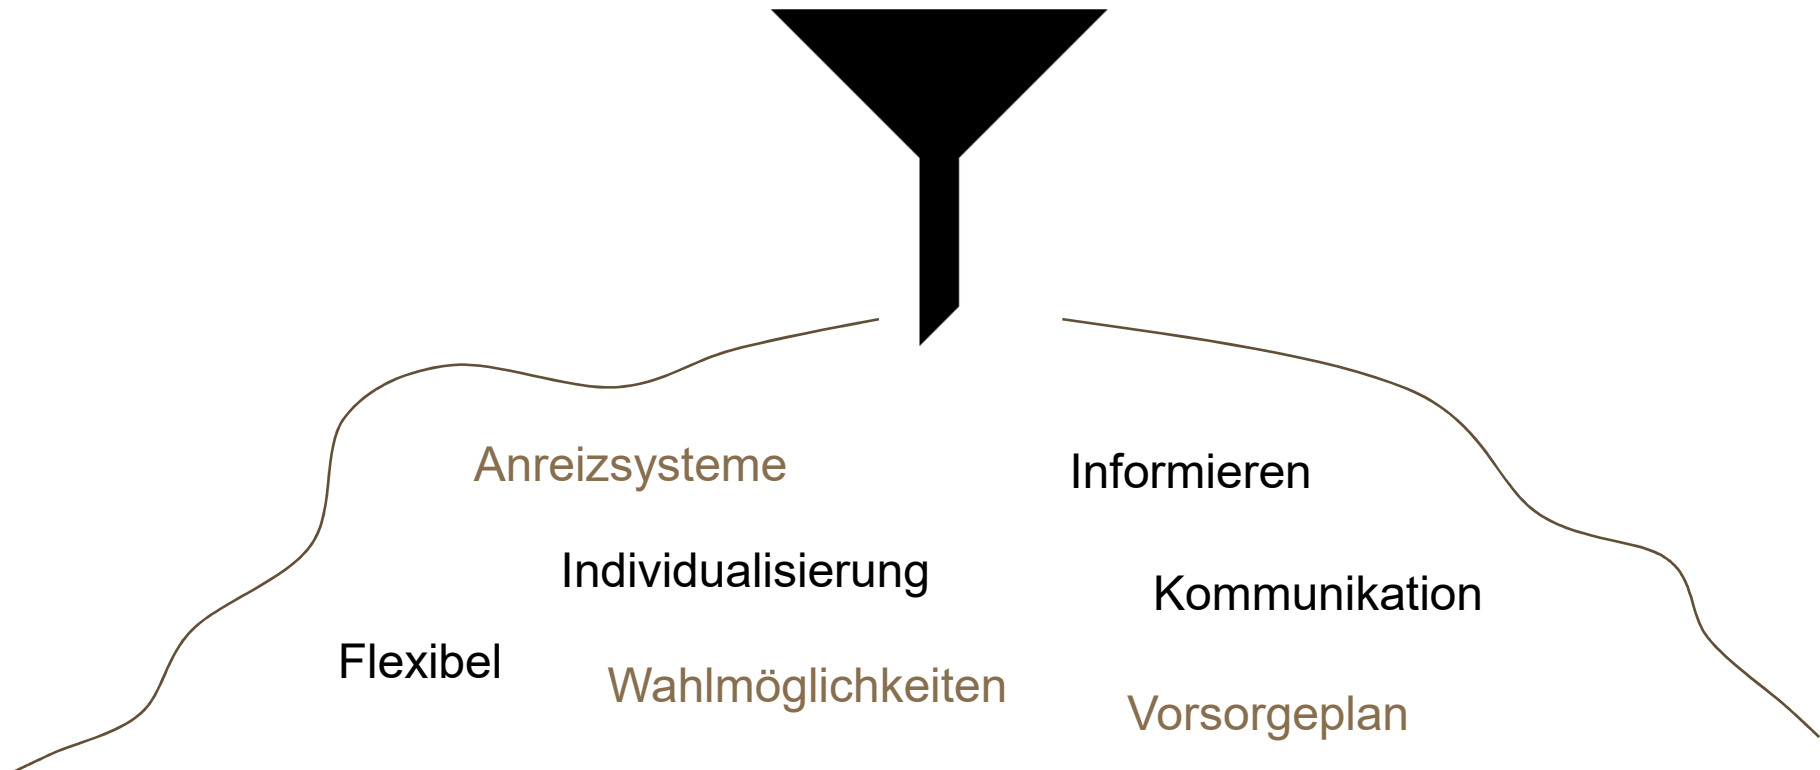 Anreizsysteme
Informieren
Individualisierung
Kommunikation
Flexibel
Wahlmöglichkeiten
Vorsorgeplan